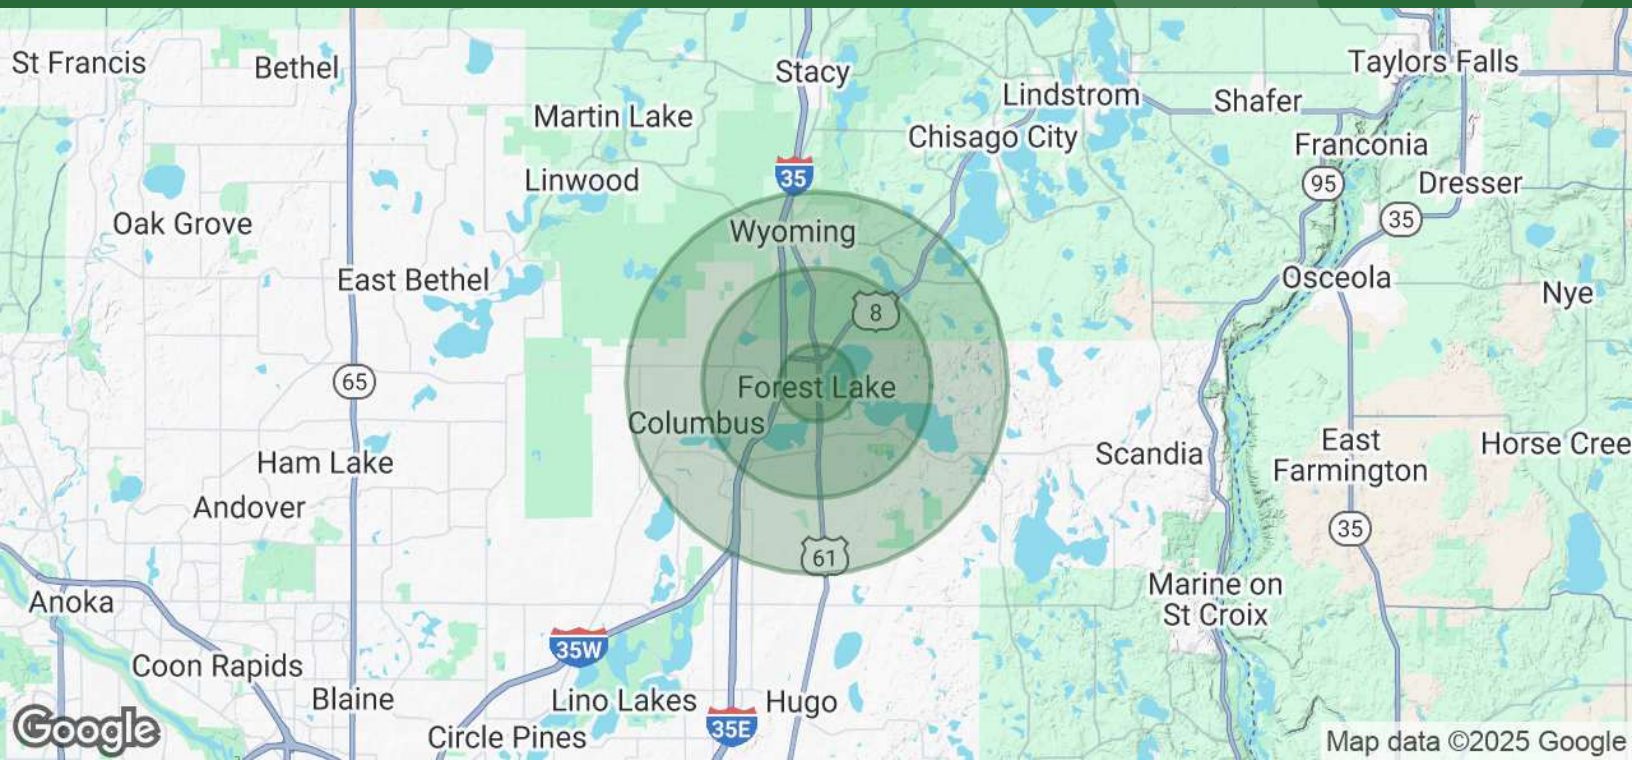 St Francis
Bethel
Stacy
Taylors Falls
Martin Lake
Lindstrom
Shafer
Chisago City
Franconia
Linwood
35
95
Dresser
Oak Grove
Wyoming
35
East Bethel
Osceola
Nye
8
65
Forest Lake
Columbus
Scandia
East
Farmington
Horse Cree
Ham Lake
Andover
35
61
Marine on
St Croix
Anoka
35W
Coon Rapids
Blaine
Lino Lakes
Hugo
35E
Circle Pines
Google
Map data ©2025 Google